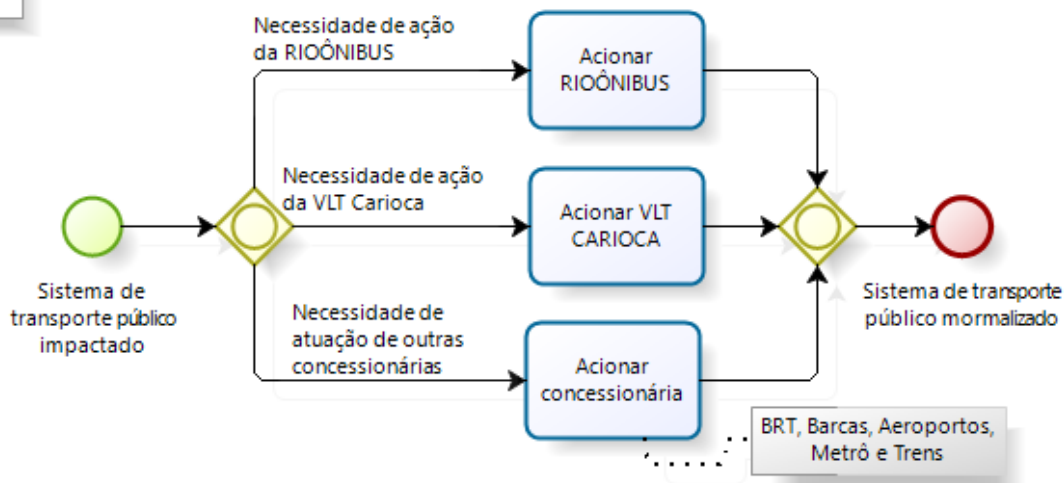 Necessidade de ação
da RIOÔNIBUS
Acionar
RIOÔNIBUS
Necessidade de ação
da VLT Carioca
Acionar VLT
CARIOCA
Sistema de
transporte público
impactado
Necessidade de
atuação de outras
concessionárias
Acionar
concessionária
Sistema de transporte
público mormalizado
BRT, Barcas, Aeroportos,
Metrô e Trens